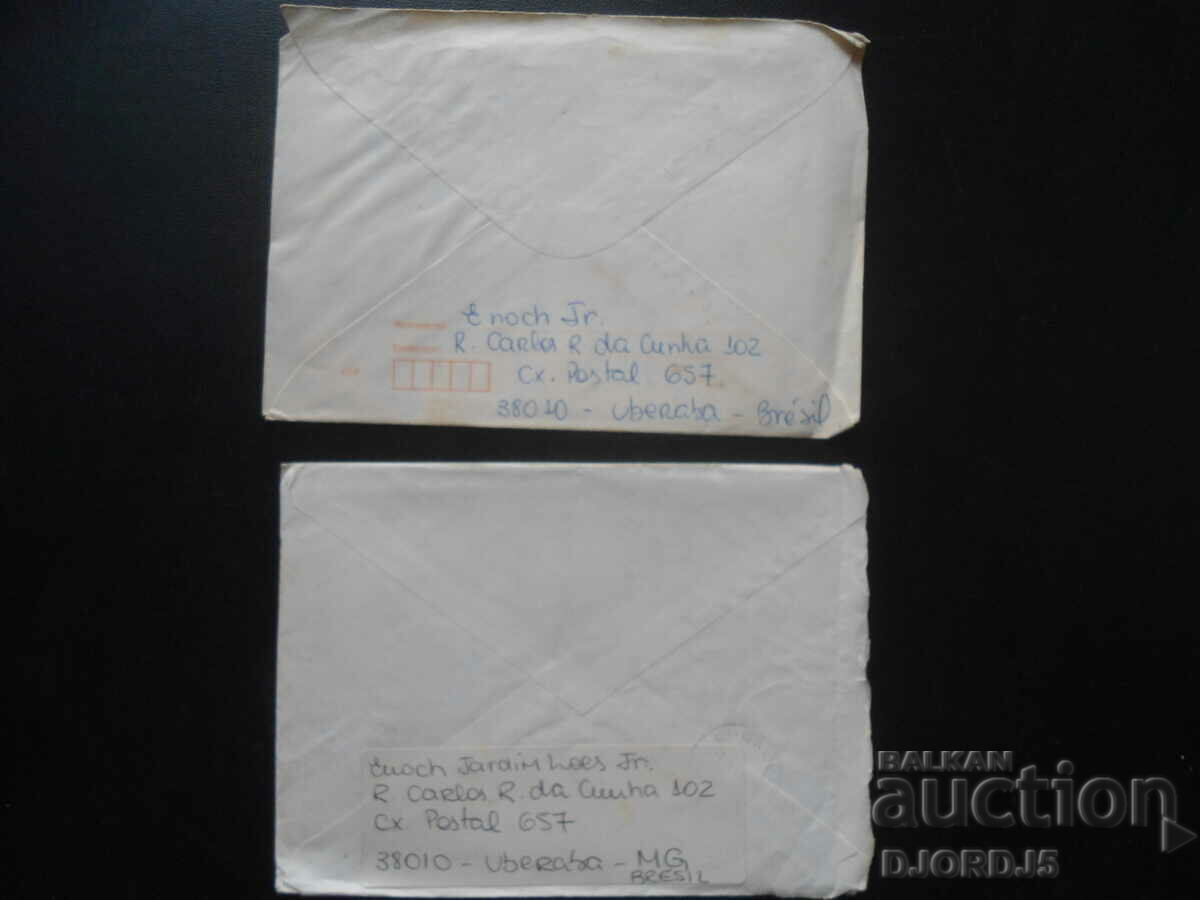 Enoch Jr.
R. Carlos R da Cunha 102
Cx. Postal 657
38010 - Uberaba - Brésil
Enoch Jardim Jr.
R Carlos R. da Cunha 102
Cx Postal 657
38010 - Uberaba - MG
BRESIL
BALKAN
auction
DJORDJ5